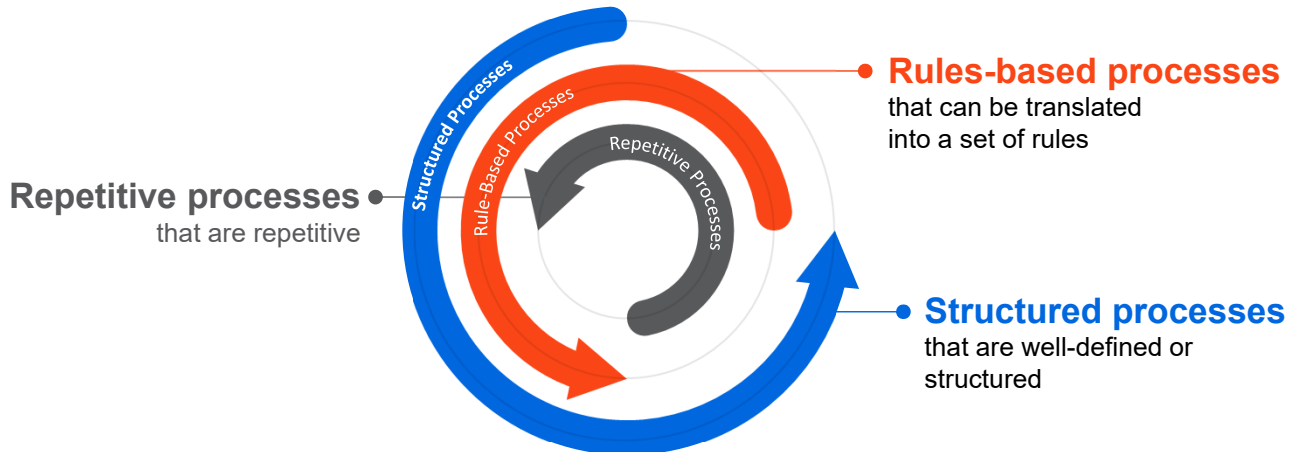 Structured Processes
Rule-Based Processes
Repetitive Processes
Rules-based processes
that can be translated
into a set of rules
Repetitive processes
that are repetitive
Structured processes
that are well-defined or
structured